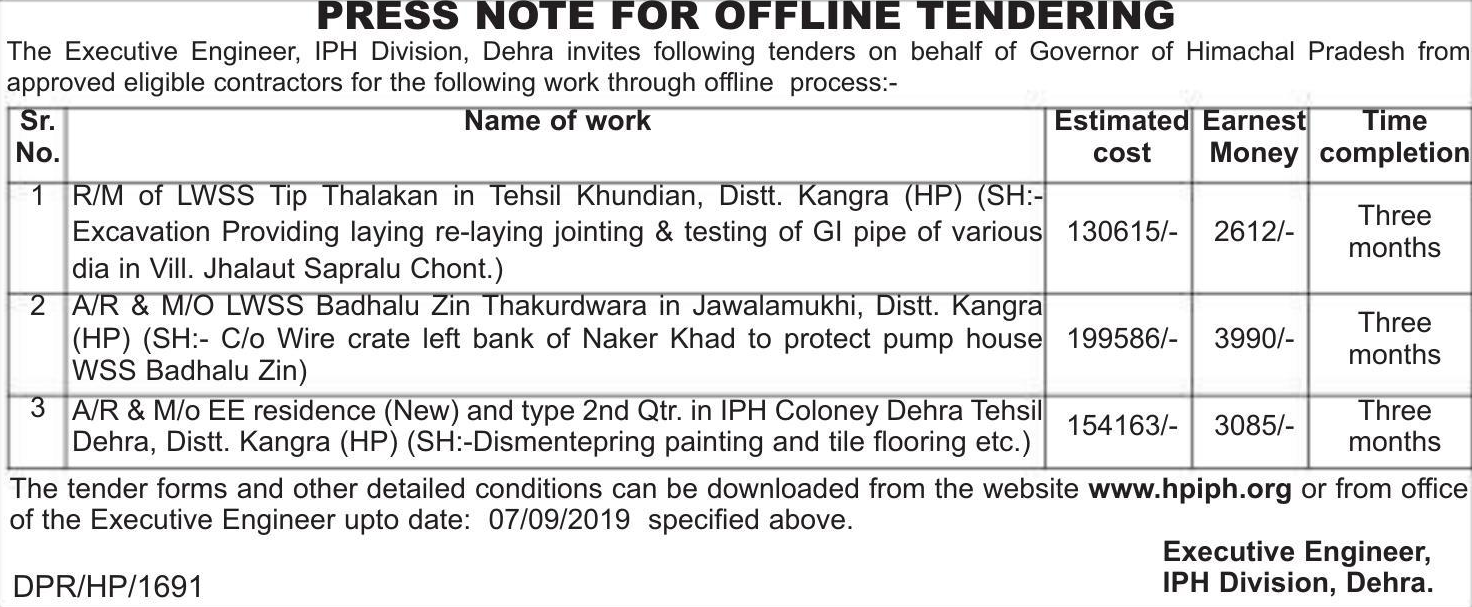 PRESS NOTE FOR OFFLINE TENDERING
The Executive Engineer, IPH Division, Dehra invites following tenders on behalf of Governor of Himachal Pradesh from
approved eligible contractors for the following work through offline process:-
Sr. No. Name of work Estimated cost Earnest Money Time completion
1 R/M of LWSS Tip Thalakan in Tehsil Khundian, Distt. Kangra (HP) (SH:-
Excavation Providing laying re-laying jointing & testing of GI pipe of various
dia in Vill. Jhalaut Sapralu Chont.)
130615/- 2612/- Three months
2 A/R & M/O LWSS Badhalu Zin Thakurdwara in Jawalamukhi, Distt. Kangra
(HP) (SH:- C/o Wire crate left bank of Naker Khad to protect pump house
WSS Badhalu Zin)
199586/- 3990/- Three months
3 A/R & M/o EE residence (New) and type 2nd Qtr. in IPH Coloney Dehra Tehsil
Dehra, Distt. Kangra (HP) (SH:-Dismentepring painting and tile flooring etc.)
154163/- 3085/- Three months
The tender forms and other detailed conditions can be downloaded from the website www.hpiph.org or from office
of the Executive Engineer upto date: 07/09/2019 specified above.
Executive Engineer,
IPH Division, Dehra.
DPR/HP/1691